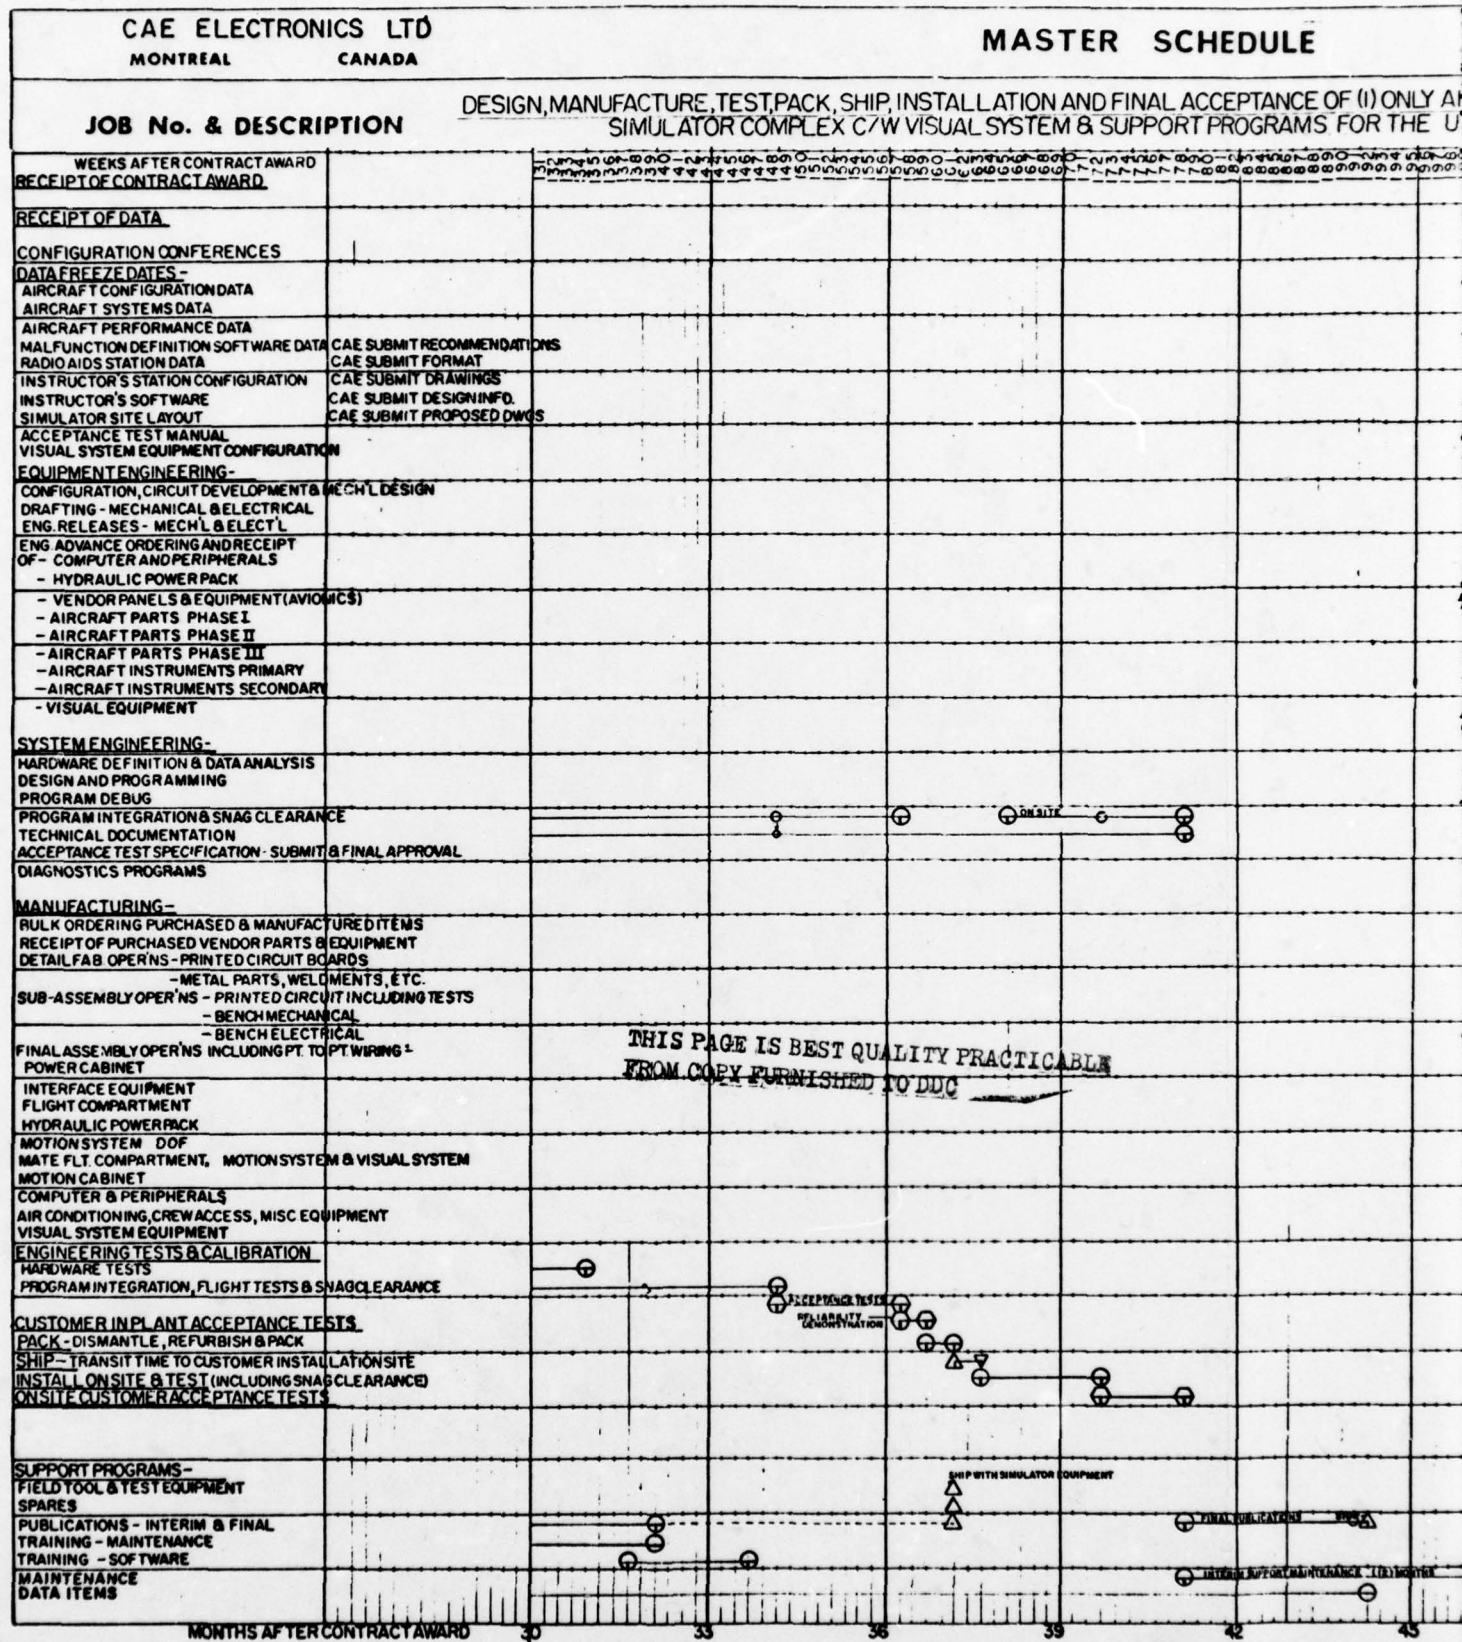 CAE ELECTRONICS LTD
MONTREAL CANADA
MASTER SCHEDULE
JOB No. & DESCRIPTION
DESIGN, MANUFACTURE, TEST, PACK, SHIP, INSTALLATION AND FINAL ACCEPTANCE OF (1) ONLY
SIMULATOR COMPLEX C/W VISUAL SYSTEM & SUPPORT PROGRAMS FOR THE
WEEKS AFTER CONTRACT AWARD
RECEIPT OF CONTRACT AWARD
RECEIPT OF DATA
CONFIGURATION CONFERENCES
DATA FREEZE DATES -
AIRCRAFT CONFIGURATION DATA
AIRCRAFT SYSTEMS DATA
AIRCRAFT PERFORMANCE DATA
MALFUNCTION DEFINITION SOFTWARE DATA CAE SUBMIT RECOMMENDATIONS
RADIO AIDS STATION DATA CAE SUBMIT FORMAT
INSTRUCTOR'S STATION CONFIGURATION CAE SUBMIT DRAWINGS
INSTRUCTOR'S SOFTWARE CAE SUBMIT DESIGN INFO.
SIMULATOR SITE LAYOUT CAE SUBMIT PROPOSED DWGS
ACCEPTANCE TEST MANUAL
VISUAL SYSTEM EQUIPMENT CONFIGURATION
EQUIPMENT ENGINEERING -
CONFIGURATION, CIRCUIT DEVELOPMENT & MECH'L DESIGN
DRAFTING - MECHANICAL & ELECTRICAL
ENG. RELEASES - MECH'L & ELECT'L
ENG. ADVANCE ORDERING AND RECEIPT
OF - COMPUTER AND PERIPHERALS
- HYDRAULIC POWER PACK
- VENDOR PANELS & EQUIPMENT (AVIONICS)
- AIRCRAFT PARTS PHASE I
- AIRCRAFT PARTS PHASE II
- AIRCRAFT PARTS PHASE III
- AIRCRAFT INSTRUMENTS PRIMARY
- AIRCRAFT INSTRUMENTS SECONDARY
- VISUAL EQUIPMENT
SYSTEM ENGINEERING -
HARDWARE DEFINITION & DATA ANALYSIS
DESIGN AND PROGRAMMING
PROGRAM DEBUG
PROGRAM INTEGRATION & SNAG CLEARANCE ON SITE
TECHNICAL DOCUMENTATION
ACCEPTANCE TEST SPECIFICATION - SUBMIT & FINAL APPROVAL
DIAGNOSTICS PROGRAMS
MANUFACTURING -
BULK ORDERING PURCHASED & MANUFACTURED ITEMS
RECEIPT OF PURCHASED VENDOR PARTS & EQUIPMENT
DETAIL FAB OPER'NS - PRINTED CIRCUIT BOARDS
- METAL PARTS, WELDMENTS, ETC.
SUB-ASSEMBLY OPER'NS - PRINTED CIRCUIT INCLUDING TESTS
- BENCH MECHANICAL
- BENCH ELECTRICAL
THIS PAGE IS BEST QUALITY PRACTICABLE
FROM COPY FURNISHED TO DDC
FINAL ASSEMBLY OPER'NS INCLUDING PT. TO PT. WIRING -
POWER CABINET
INTERFACE EQUIPMENT
FLIGHT COMPARTMENT
HYDRAULIC POWER PACK
MOTION SYSTEM DOF
MATE FLT. COMPARTMENT, MOTION SYSTEM & VISUAL SYSTEM
MOTION CABINET
COMPUTER & PERIPHERALS
AIR CONDITIONING, CREW ACCESS, MISC EQUIPMENT
VISUAL SYSTEM EQUIPMENT
ENGINEERING TESTS & CALIBRATION
HARDWARE TESTS
PROGRAM INTEGRATION, FLIGHT TESTS & SNAG CLEARANCE
ACCEPTANCE TESTS
CUSTOMER IN PLANT ACCEPTANCE TESTS RELIABILITY DEMONSTRATION
PACK - DISMANTLE, REFURBISH & PACK
SHIP - TRANSIT TIME TO CUSTOMER INSTALLATION SITE
INSTALL ON SITE & TEST (INCLUDING SNAG CLEARANCE)
ONSITE CUSTOMER ACCEPTANCE TESTS
SUPPORT PROGRAMS -
SHIP WITH SIMULATOR EQUIPMENT
FIELD TOOL & TEST EQUIPMENT
SPARES
PUBLICATIONS - INTERIM & FINAL FINAL PUBLICATIONS
TRAINING - MAINTENANCE
TRAINING - SOFTWARE
MAINTENANCE INTERIM SUPPORT MAINTENANCE
DATA ITEMS
MONTHS AFTER CONTRACT AWARD 30 33 36 39 42 45